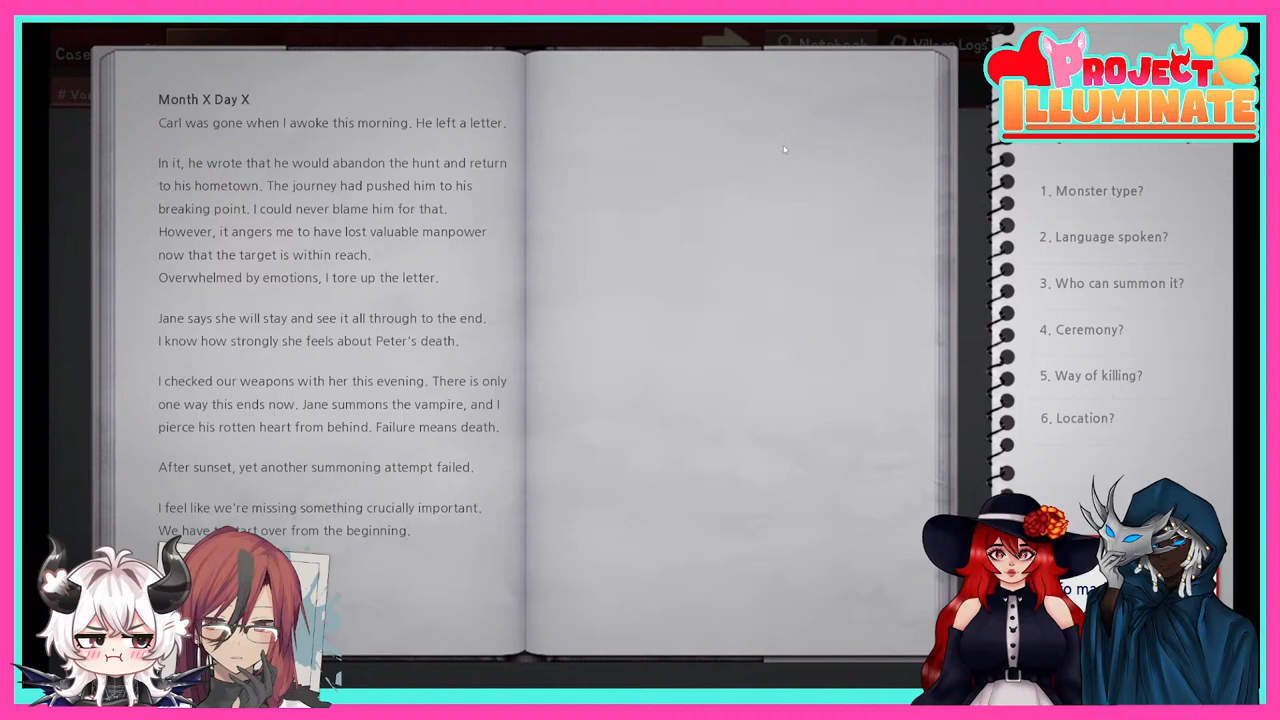 Case
Notebook
Village Logs
PROJECT
ILLUMINATE
Month X Day X
Carl was gone when I awoke this morning. He left a letter.
In it, he wrote that he would abandon the hunt and return
to his hometown. The journey had pushed him to his
breaking point. I could never blame him for that.
However, it angers me to have lost valuable manpower
now that the target is within reach.
Overwhelmed by emotions, I tore up the letter.
Jane says she will stay and see it all through to the end.
I know how strongly she feels about Peter's death.
I checked our weapons with her this evening. There is only
one way this ends now. Jane summons the vampire, and I
pierce his rotten heart from behind. Failure means death.
After sunset, yet another summoning attempt failed.
I feel like we're missing something crucially important.
We have to start over from the beginning.
1. Monster type?
2. Language spoken?
3. Who can summon it?
4. Ceremony?
5. Way of killing?
6. Location?